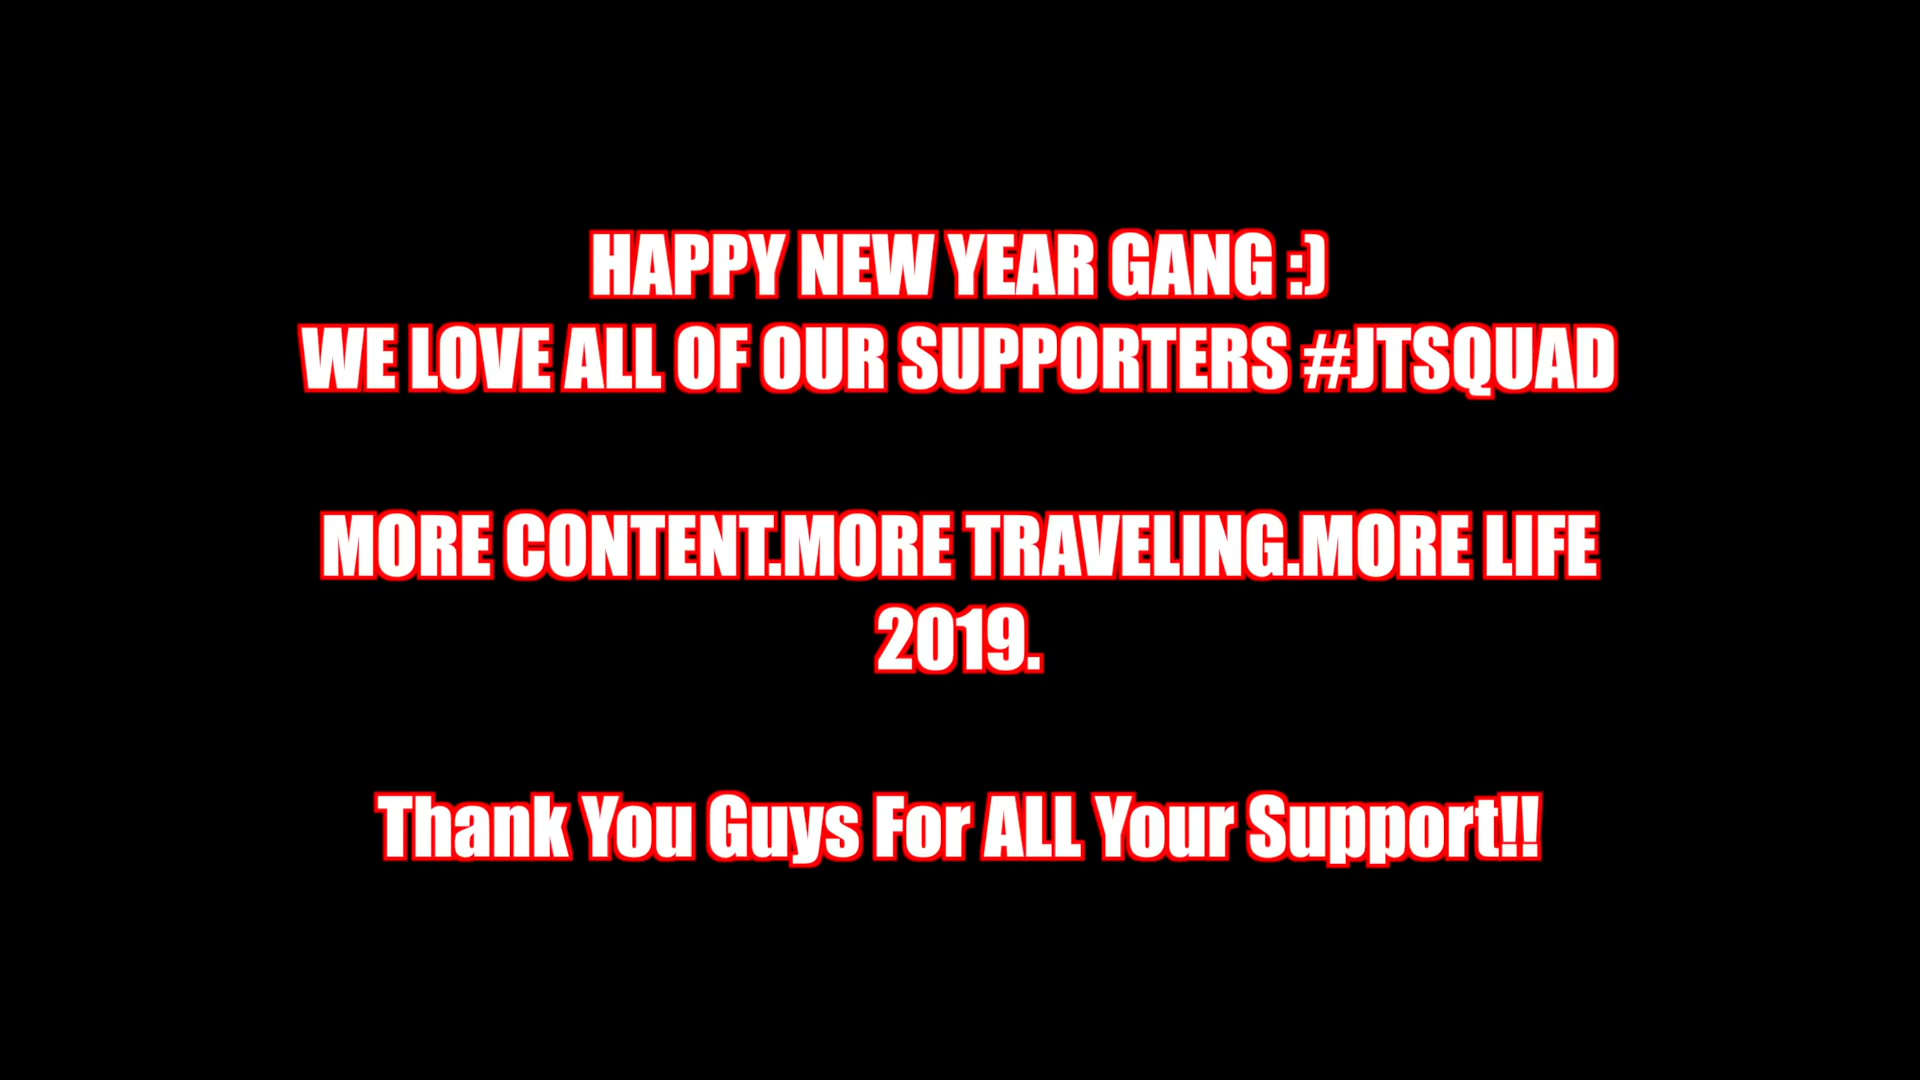 HAPPY NEW YEAR GANG :)
WE LOVE ALL OF OUR SUPPORTERS #JTSQUAD
MORE CONTENT.MORE TRAVELING.MORE LIFE
2019.
Thank You Guys For ALL Your Support!!